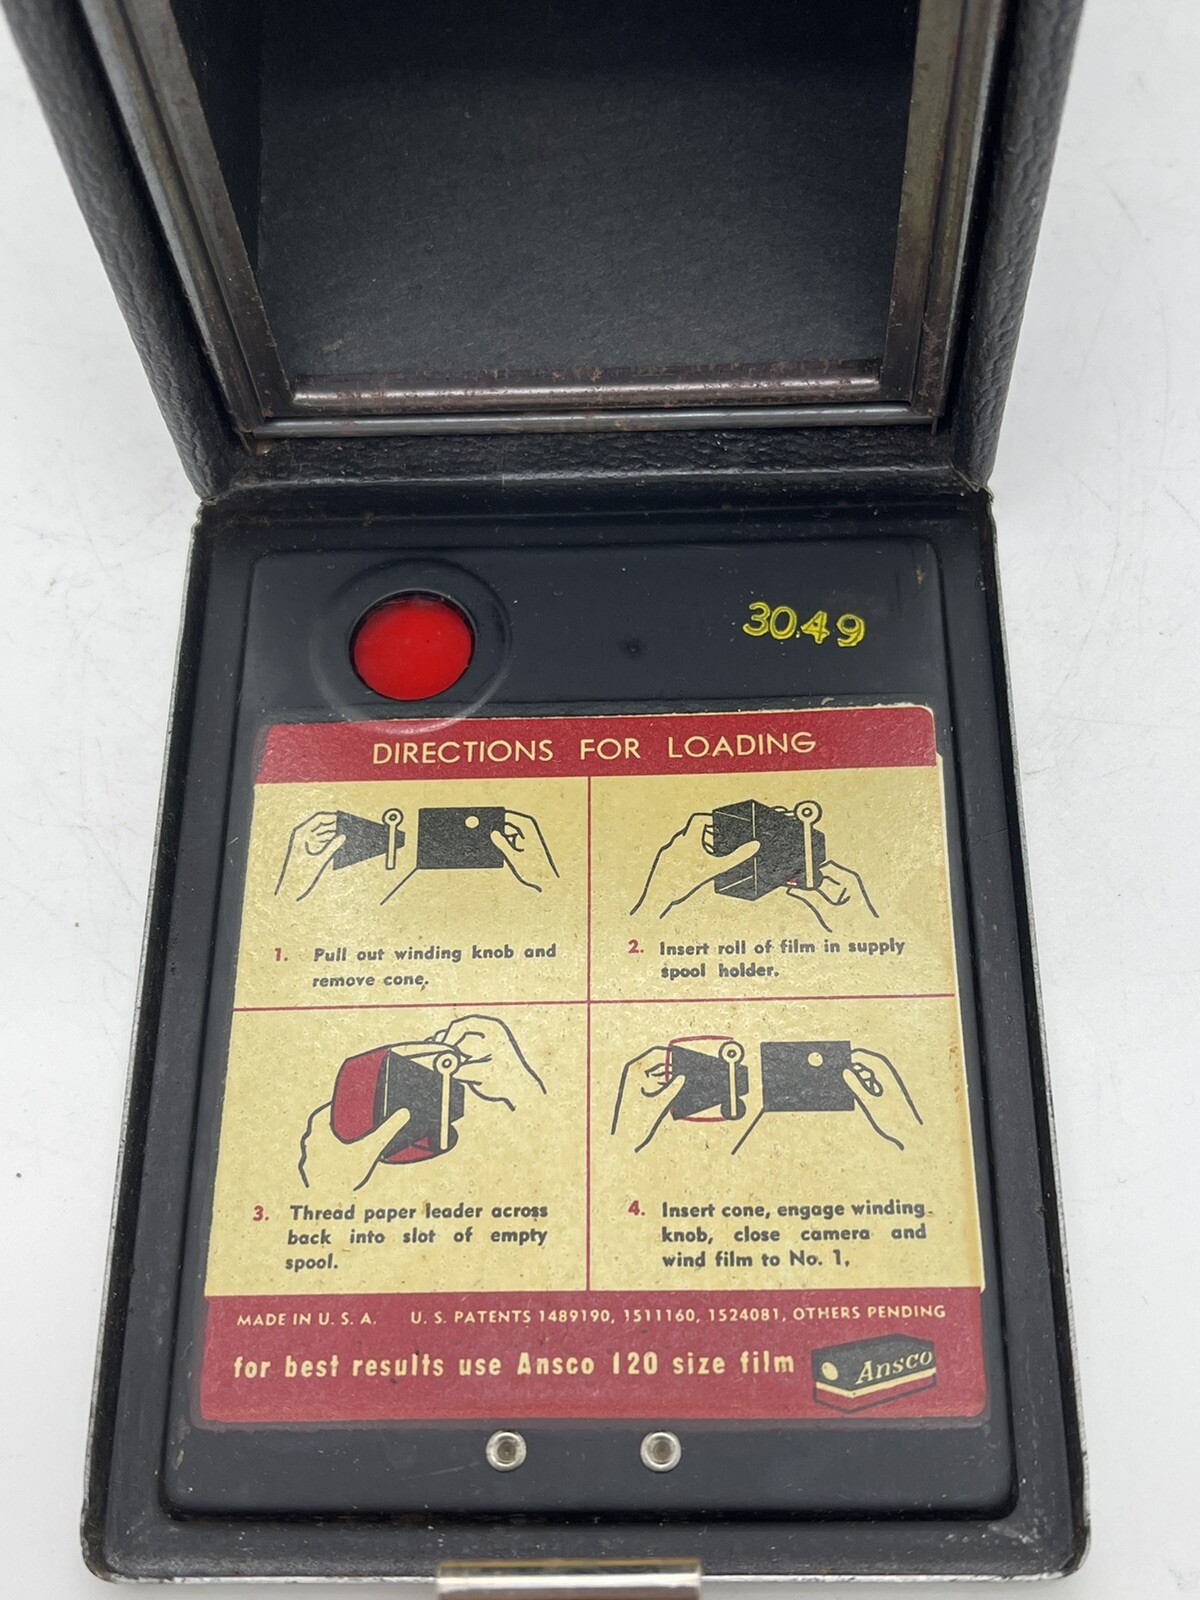 3049
DIRECTIONS FOR LOADING
1. Pull out winding knob and
remove cone.
2. Insert roll of film in supply
spool holder.
3. Thread paper leader across
back into slot of empty
spool.
4. Insert cone, engage winding
knob, close camera and
wind film to No. 1.
MADE IN U. S. A. U. S. PATENTS 1489190, 1511160, 1524081, OTHERS PENDING
for best results use Ansco 120 size film
Ansco